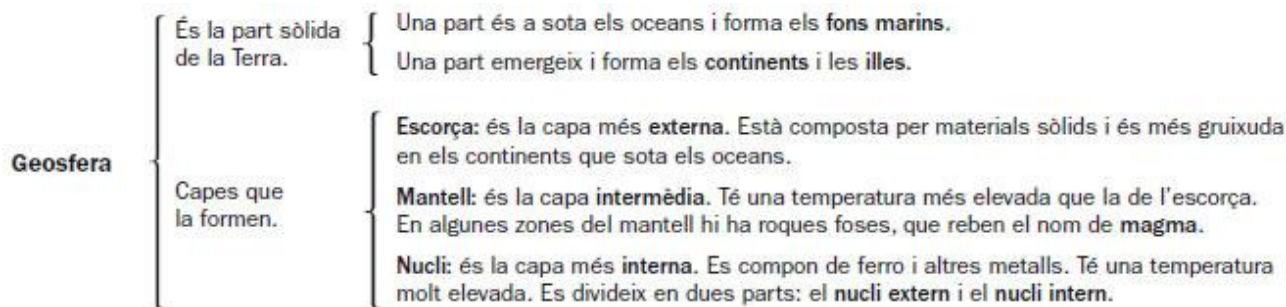 Geosfera
És la part sòlida
de la Terra.
Una part és a sota els oceans i forma els fons marins.
Una part emergeix i forma els continents i les illes.
Capes que
la formen.
Escorça: és la capa més externa. Està composta per materials sòlids i és més gruixuda
en els continents que sota els oceans.
Mantell: és la capa intermèdia. Té una temperatura més elevada que la de l'escorça.
En algunes zones del mantell hi ha roques foses, que reben el nom de magma.
Nucli: és la capa més interna. Es compon de ferro i altres metalls. Té una temperatura
molt elevada. Es divideix en dues parts: el nucli extern i el nucli intern.